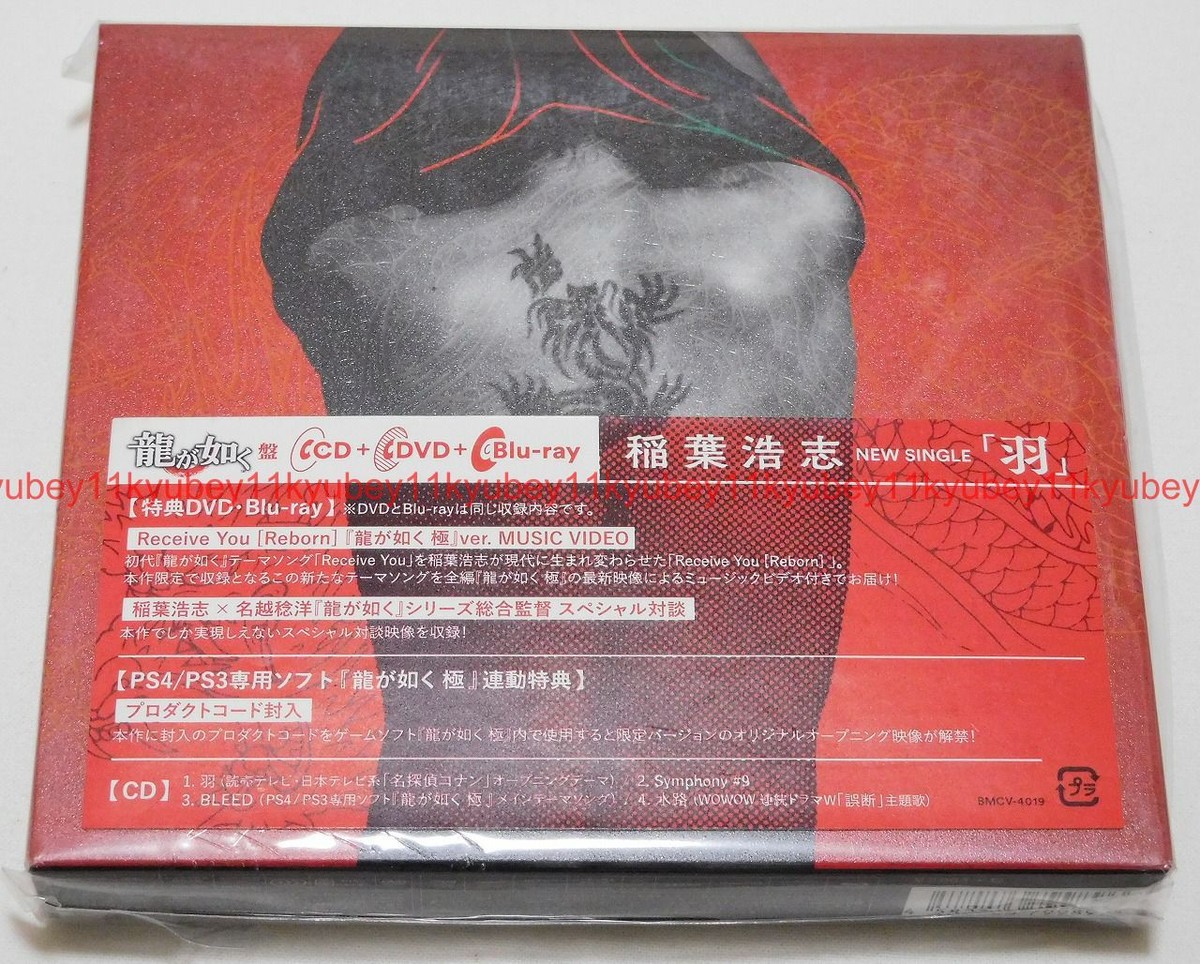 龍が如く 盤 CD+DVD+Blu-ray 稲葉浩志 NEW SINGLE「羽」
yubey11kyubey11kyubey11kyubey11kyubey11kyubey11kyubey
【特典DVD・Blu-ray】※DVDとBlu-rayは同じ収録内容です。
Receive You [Reborn]『龍が如く 極』ver. MUSIC VIDEO
初代『龍が如く』テーマソング「Receive You」を稲葉浩志が現代に生まれ変わらせた「Receive You [Reborn]」。
本作限定で収録となるこの新たなテーマソングを全編『龍が如く 極』の最新映像によるミュージックビデオ付きでお届け!
稲葉浩志 × 名越稔洋『龍が如く』シリーズ総合監督 スペシャル対談
本作でしか実現しえないスペシャル対談映像を収録!
【PS4/PS3専用ソフト『龍が如く 極』連動特典】
プロダクトコード封入
本作に封入のプロダクトコードをゲームソフト『龍が如く 極』内で使用すると限定バージョンのオリジナルオープニング映像が解禁!
【CD】 1. 羽 (読売テレビ・日本テレビ系「名探偵コナン」オープニングテーマ) / 2. Symphony #9
3. BLEED (PS4/PS3専用ソフト『龍が如く 極』メインテーマソング) / 4. 水路 (WOWOW 連続ドラマW「誤断」主題歌)
BMCV-4019
プラ